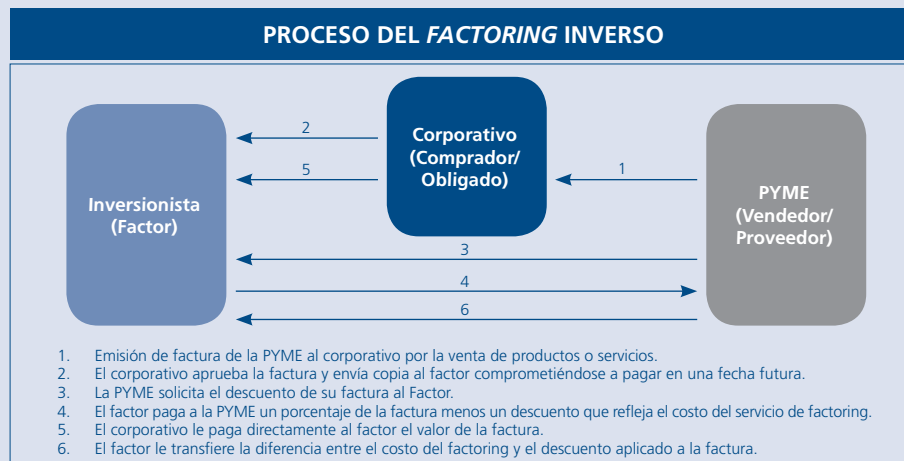 PROCESO DEL FACTORING INVERSO
2
Corporativo
(Comprador/
Obligado)
5
1
Inversionista
(Factor)
PYME
(Vendedor/
Proveedor)
3
4
6
1. Emisión de factura de la PYME al corporativo por la venta de productos o servicios.
2. El corporativo aprueba la factura y envía copia al factor comprometiéndose a pagar en una fecha futura.
3. La PYME solicita el descuento de su factura al Factor.
4. El factor paga a la PYME un porcentaje de la factura menos un descuento que refleja el costo del servicio de factoring.
5. El corporativo le paga directamente al factor el valor de la factura.
6. El factor le transfiere la diferencia entre el costo del factoring y el descuento aplicado a la factura.